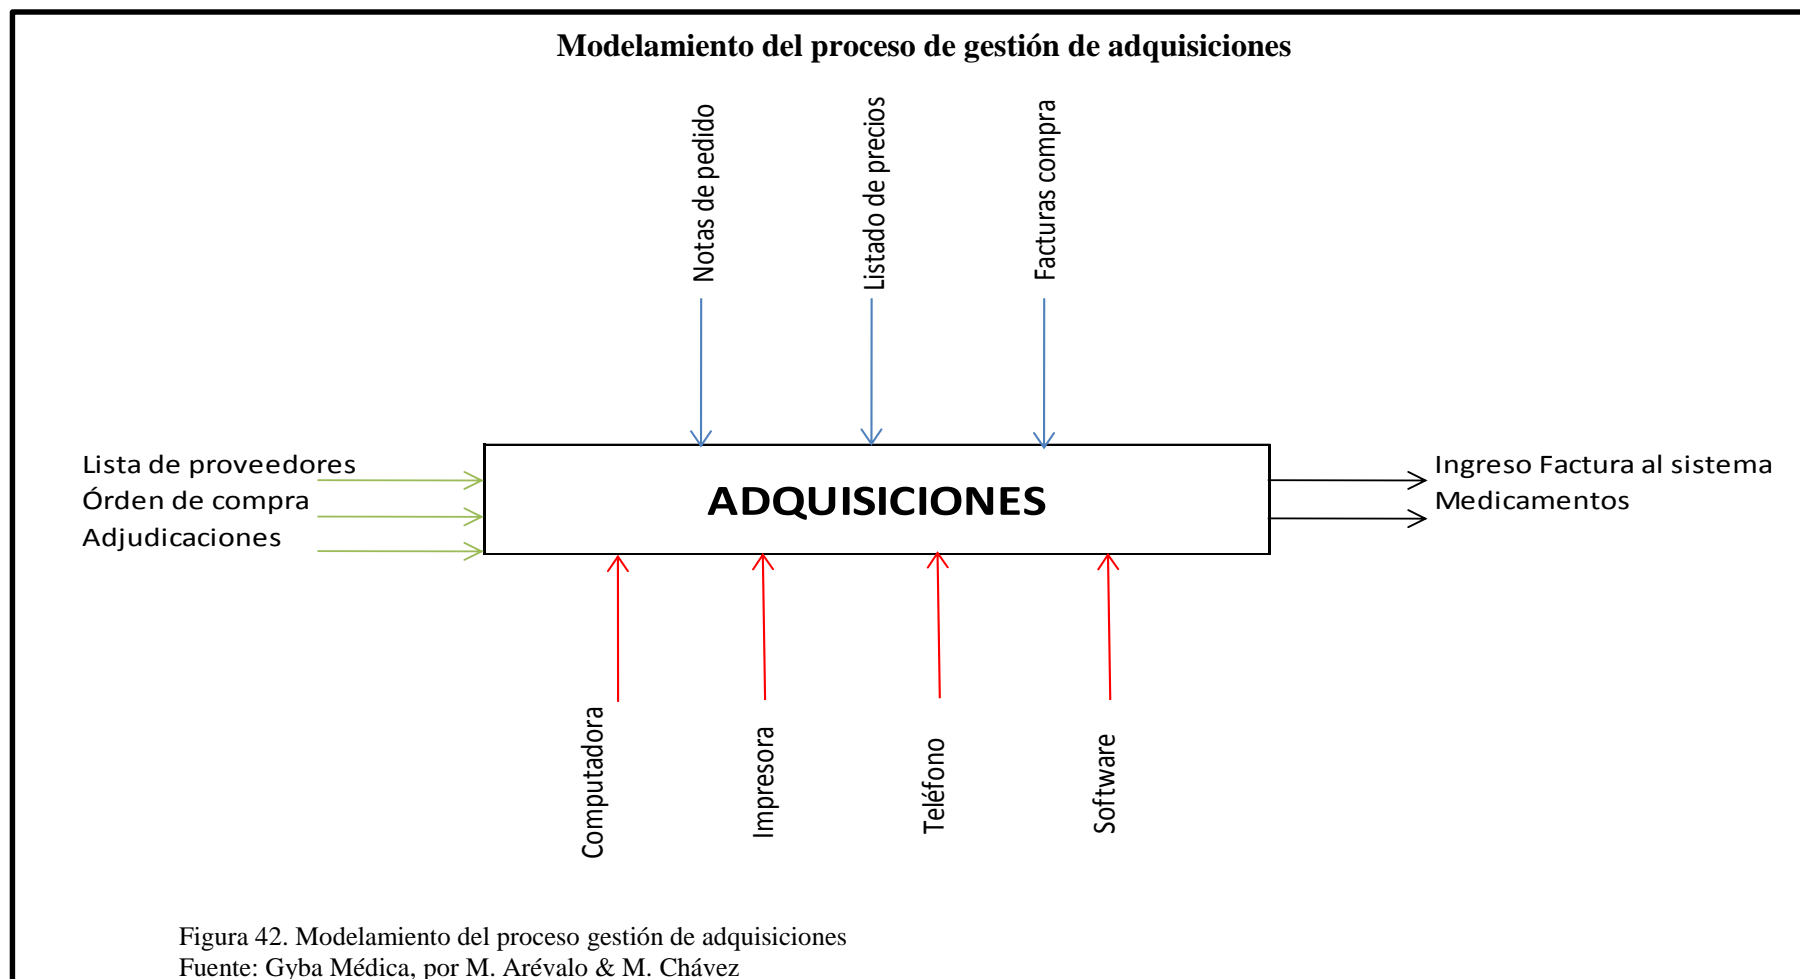 Modelamiento del proceso de gestión de adquisiciones
Notas de pedido
Listado de precios
Facturas compra
Lista de proveedores
Órden de compra
Adjudicaciones
ADQUISICIONES
Ingreso Factura al sistema
Medicamentos
Computadora
Impresora
Teléfono
Software
Figura 42. Modelamiento del proceso gestión de adquisiciones
Fuente: Gyba Médica, por M. Arévalo & M. Chávez